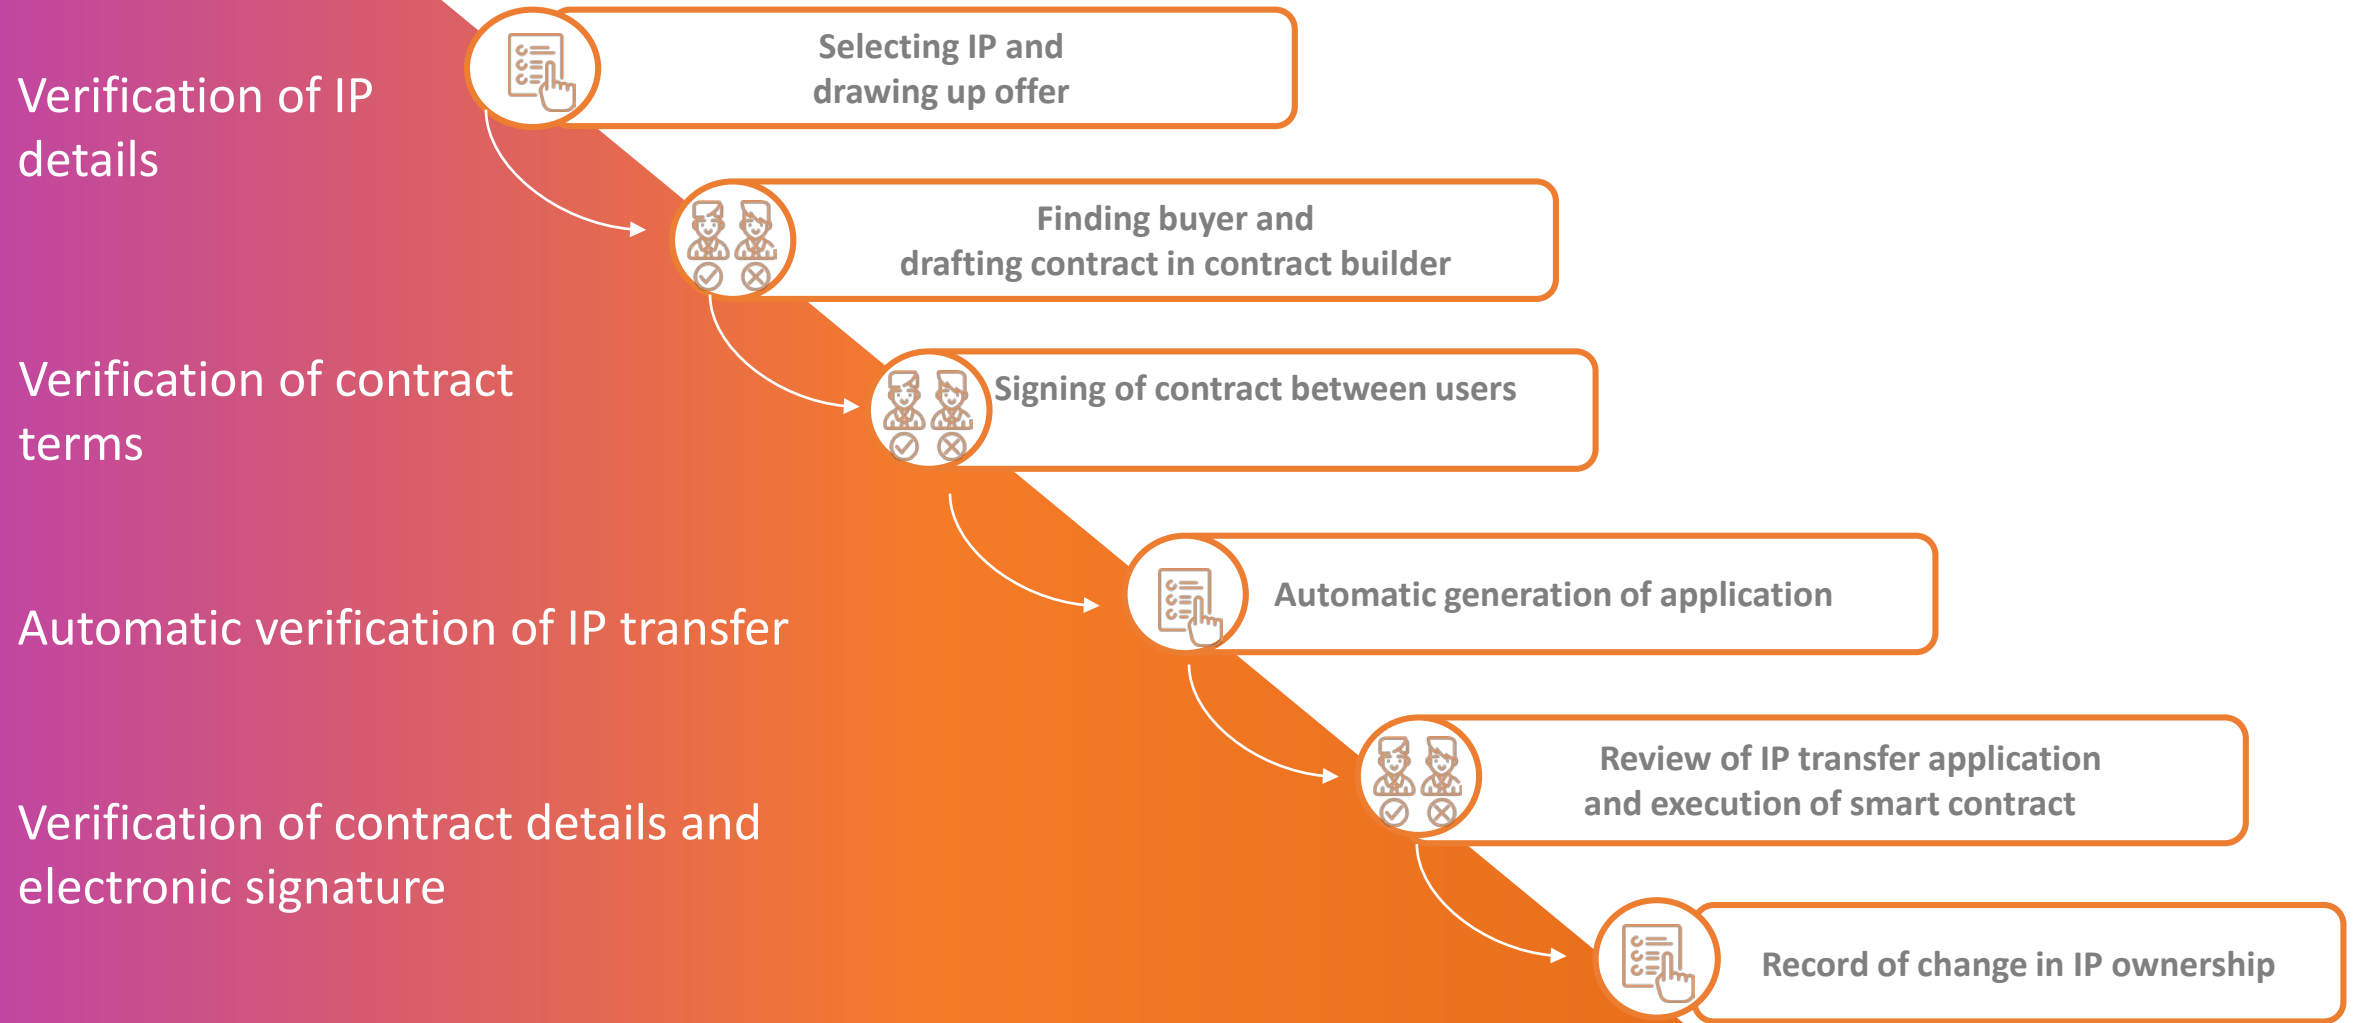 Verification of IP
details
Selecting IP and
drawing up offer
Finding buyer and
drafting contract in contract builder
Verification of contract
terms
Signing of contract between users
Automatic verification of IP transfer
Automatic generation of application
Review of IP transfer application
and execution of smart contract
Verification of contract details and
electronic signature
Record of change in IP ownership